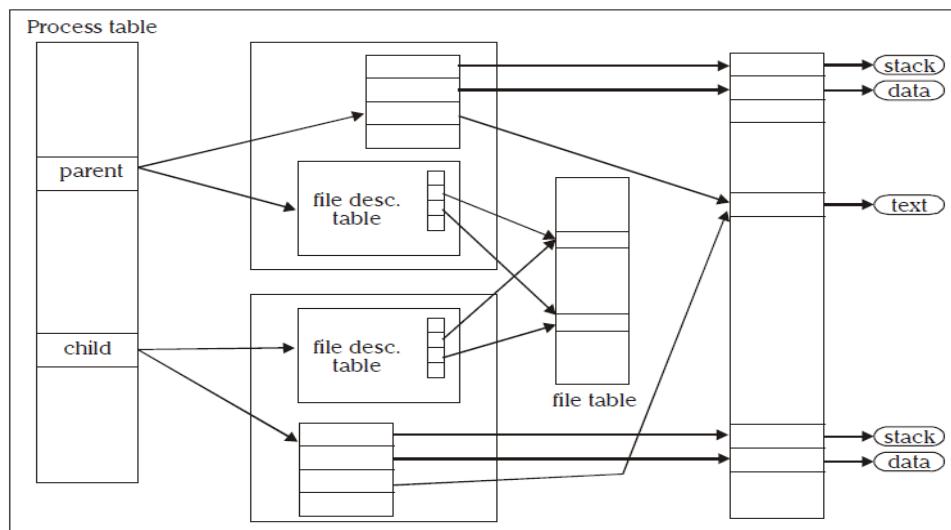 Process table
stack
data
parent
file desc.
table
text
child
file desc.
table
file table
stack
data